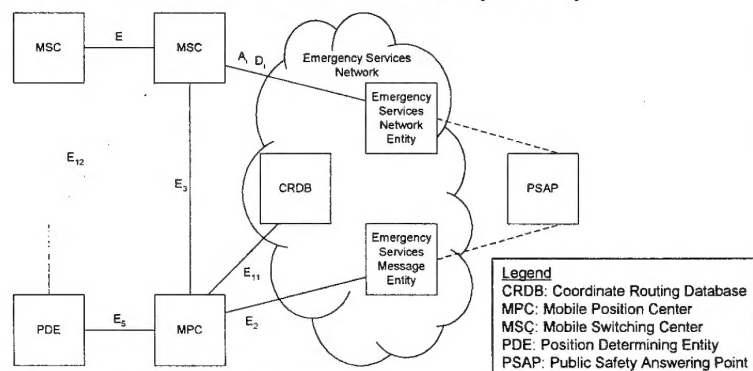 MSC
E
MSC
A, D,
Emergency Services
Network
Emergency
Services
Network
Entity
E12
E3
CRDB
PSAP
Emergency
Services
Message
Entity
E11
E2
PDE
E5
MPC
Legend
CRDB: Coordinate Routing Database
MPC: Mobile Position Center
MSC: Mobile Switching Center
PDE: Position Determining Entity
PSAP: Public Safety Answering Point